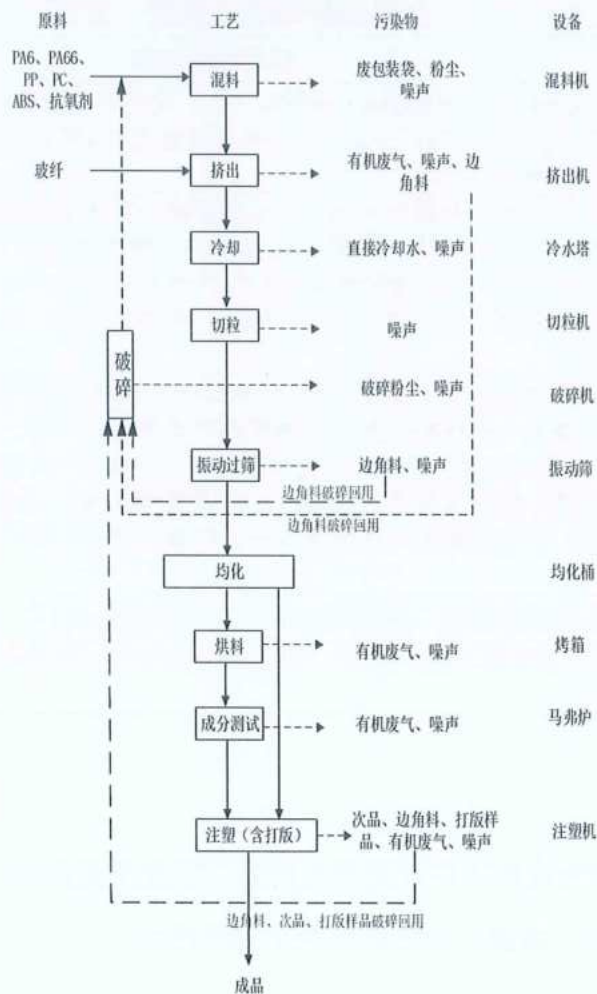 原料 工艺 污染物 设备
PA6、PA66、
PP、PC、
ABS、抗氧剂
混料
废包装袋、粉尘、
噪声
混料机
玻纤
挤出
有机废气、噪声、边
角料
挤出机
冷却
直接冷却水、噪声
冷水塔
切粒
噪声
切粒机
破碎
破碎粉尘、噪声
破碎机
振动过筛
边角料、噪声
振动筛
边角料破碎回用
边角料破碎回用
均化
均化桶
烘料
有机废气、噪声
烤箱
成分测试
有机废气、噪声
马弗炉
注塑（含打版）
次品、边角料、打版样
品、有机废气、噪声
注塑机
边角料、次品、打版样品破碎回用
成品